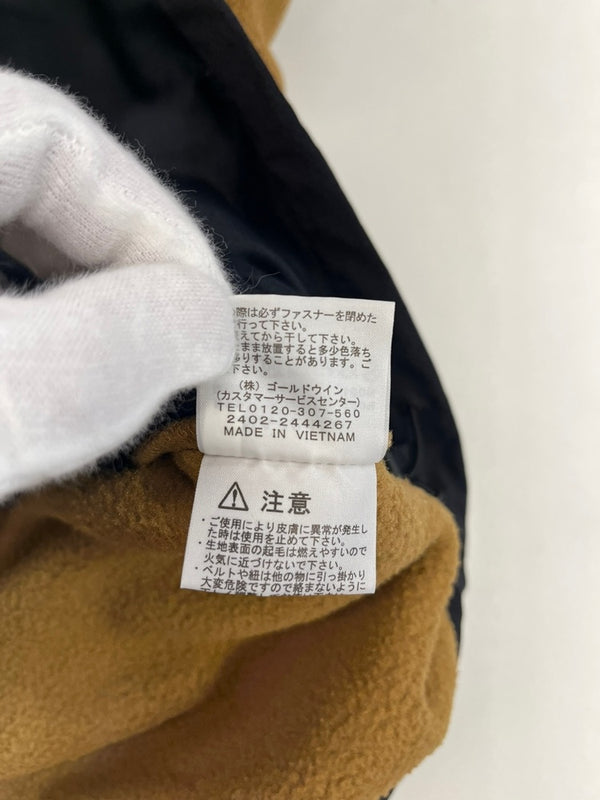 際は必ずファスナーを閉めた
行って下さい。
えてから干して下さい。
まま放置すると多少色落ち
りすることがあります。ご
下さい。
(株) ゴールドウイン
(カスタマーサービスセンター)
TEL0120-307-560
2402-2444267
MADE IN VIETNAM
⚠ 注意
・ご使用により皮膚に異常が発生し
た時は使用を止めて下さい。
・生地表面の起毛は燃えやすいので
火気に近づけないで下さい。
・ベルトや紐は他の物に引っ掛かり
大変危険ですので絡まないように